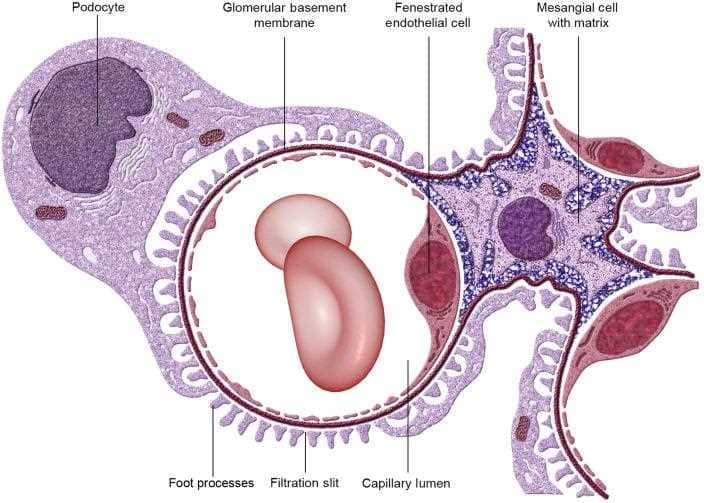 Podocyte
Glomerular basement
membrane
Fenestrated
endothelial cell
Mesangial cell
with matrix
Foot processes
Filtration slit
Capillary lumen